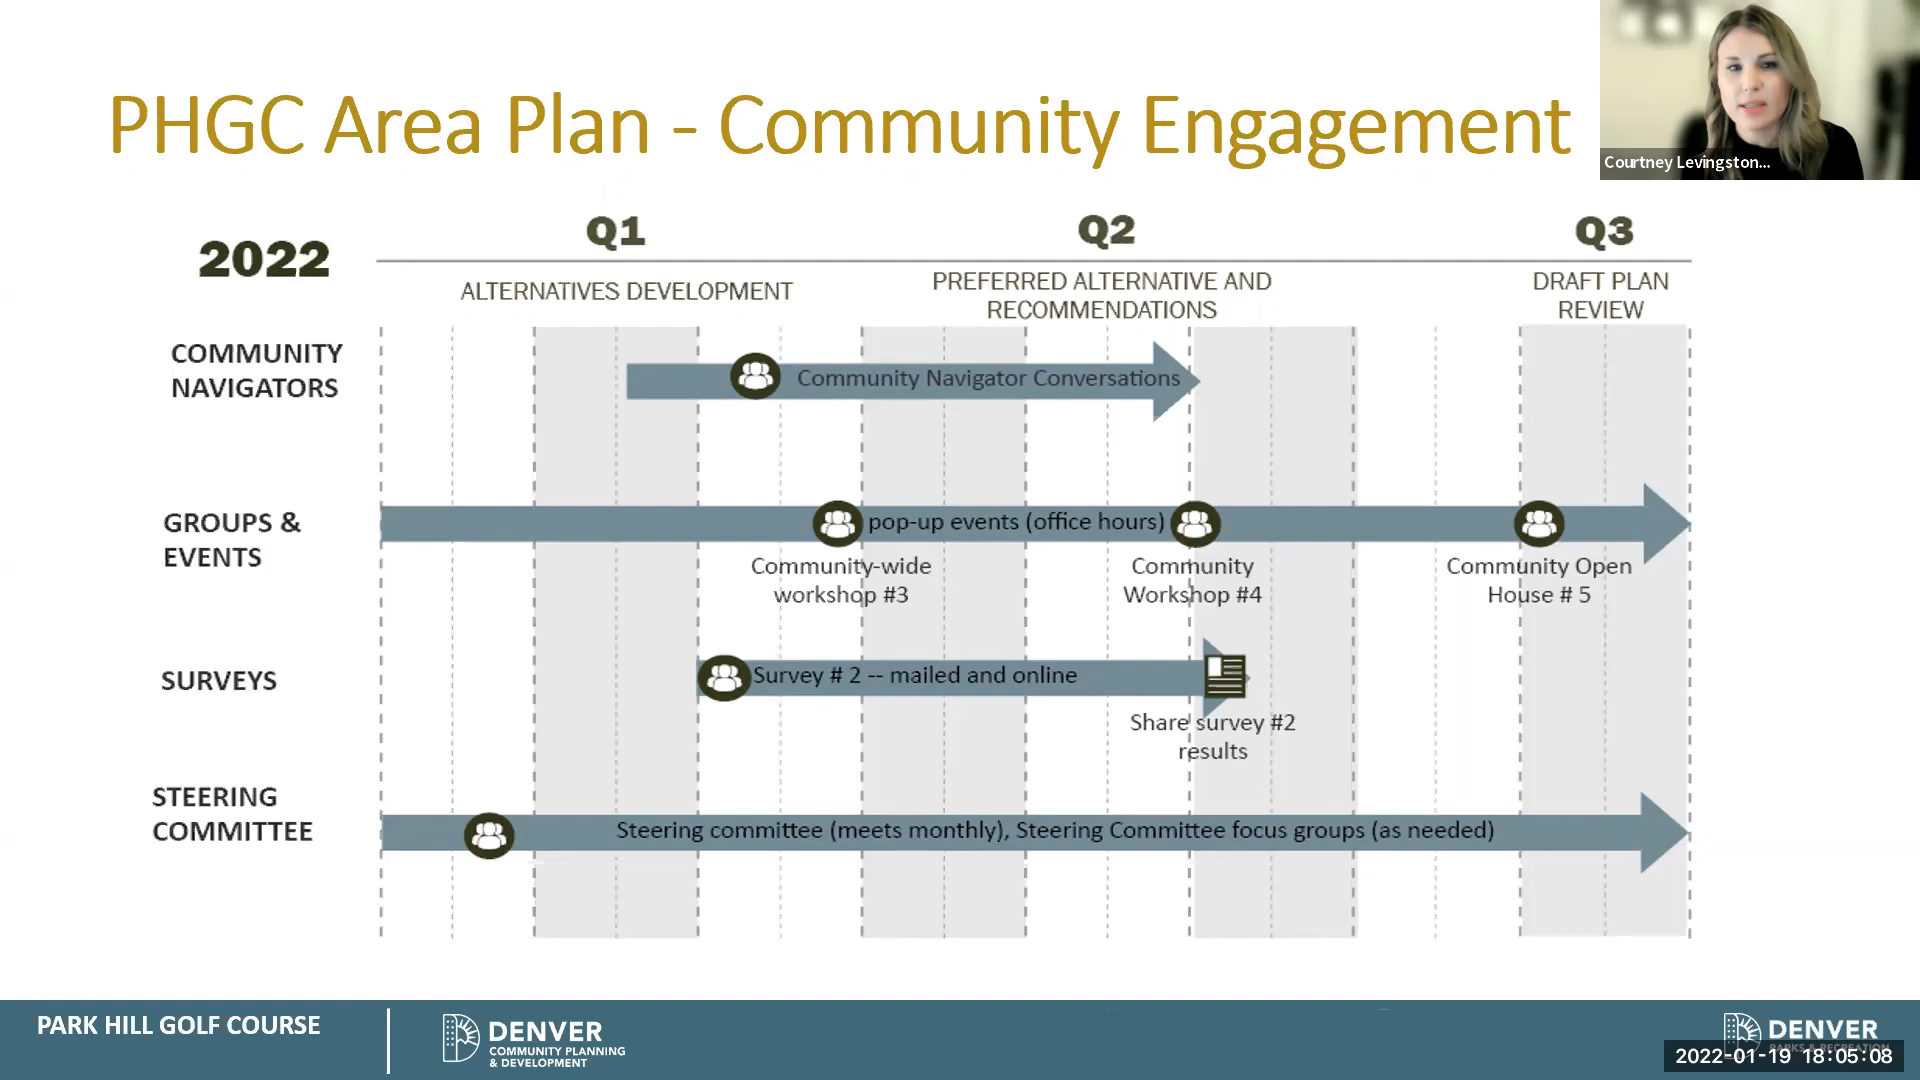 PHGC Area Plan - Community Engagement
Courtney Levingston...
2022
Q1
Q2
Q3
ALTERNATIVES DEVELOPMENT
PREFERRED ALTERNATIVE AND
RECOMMENDATIONS
DRAFT PLAN
REVIEW
COMMUNITY
NAVIGATORS
Community Navigator Conversations
GROUPS &
EVENTS
pop-up events (office hours)
Community-wide
workshop #3
Community
Workshop #4
Community Open
House # 5
SURVEYS
Survey # 2 -- mailed and online
Share survey #2
results
STEERING
COMMITTEE
Steering committee (meets monthly), Steering Committee focus groups (as needed)
PARK HILL GOLF COURSE
DENVER
COMMUNITY PLANNING
& DEVELOPMENT
DENVER
PARKS & RECREATION
2022-01-19 18:05:08